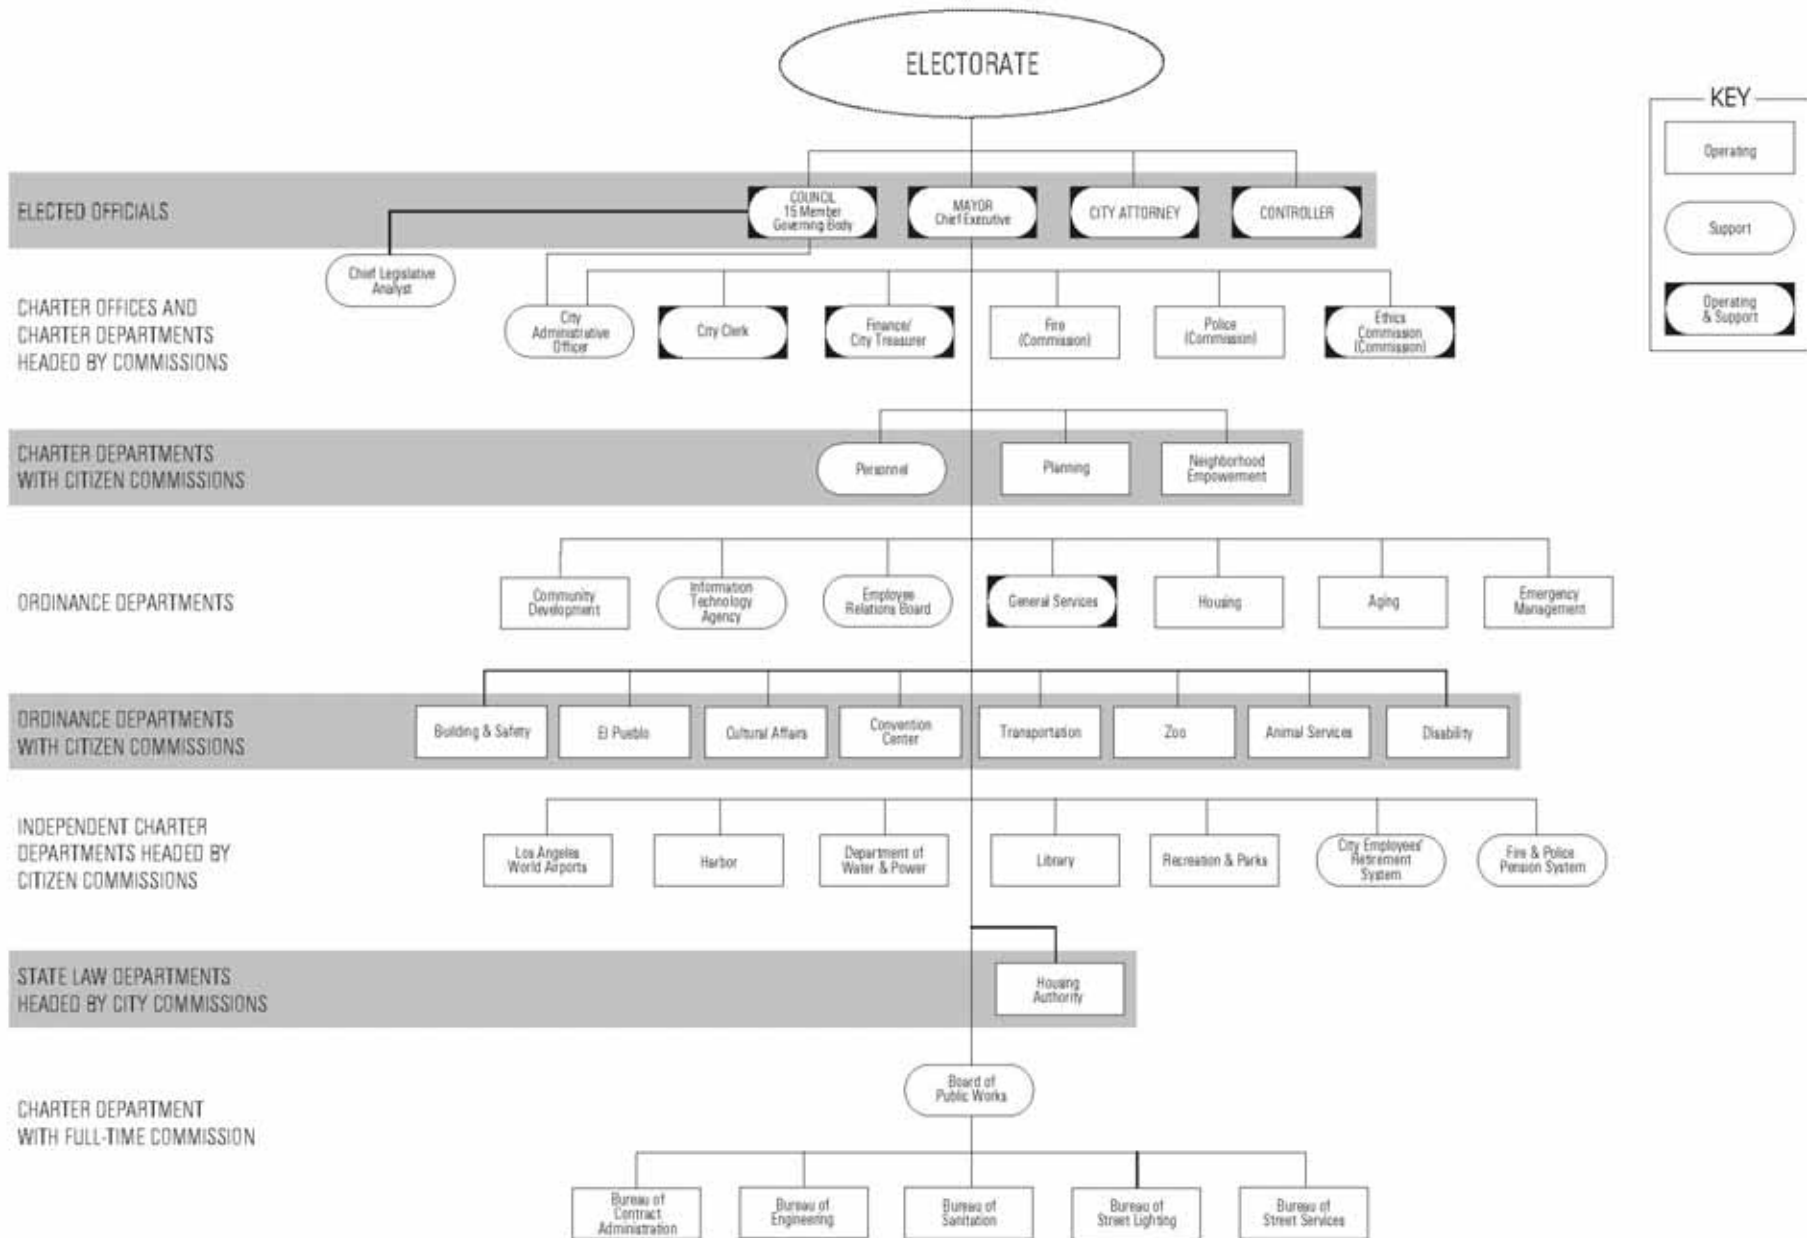 ELECTORATE
KEY
Operating
Support
Operating
& Support
ELECTED OFFICIALS
COUNCIL
15 Member
Governing Body
MAYOR
Chief Executive
CITY ATTORNEY
CONTROLLER
Chief Legislative
Analyst
CHARTER OFFICES AND
CHARTER DEPARTMENTS
HEADED BY COMMISSIONS
City
Administrative
Officer
City Clerk
Finance/
City Treasurer
Fire
(Commission)
Police
(Commission)
Ethics
Commission
(Commission)
CHARTER DEPARTMENTS
WITH CITIZEN COMMISSIONS
Personnel
Planning
Neighborhood
Empowerment
ORDINANCE DEPARTMENTS
Community
Development
Information
Technology
Agency
Employee
Relations Board
General Services
Housing
Aging
Emergency
Management
ORDINANCE DEPARTMENTS
WITH CITIZEN COMMISSIONS
Building & Safety
El Pueblo
Cultural Affairs
Convention
Center
Transportation
Zoo
Animal Services
Disability
INDEPENDENT CHARTER
DEPARTMENTS HEADED BY
CITIZEN COMMISSIONS
Los Angeles
World Airports
Harbor
Department of
Water & Power
Library
Recreation & Parks
City Employees'
Retirement
System
Fire & Police
Pension System
STATE LAW DEPARTMENTS
HEADED BY CITY COMMISSIONS
Housing
Authority
CHARTER DEPARTMENT
WITH FULL-TIME COMMISSION
Board of
Public Works
Bureau of
Contract
Administration
Bureau of
Engineering
Bureau of
Sanitation
Bureau of
Street Lighting
Bureau of
Street Services